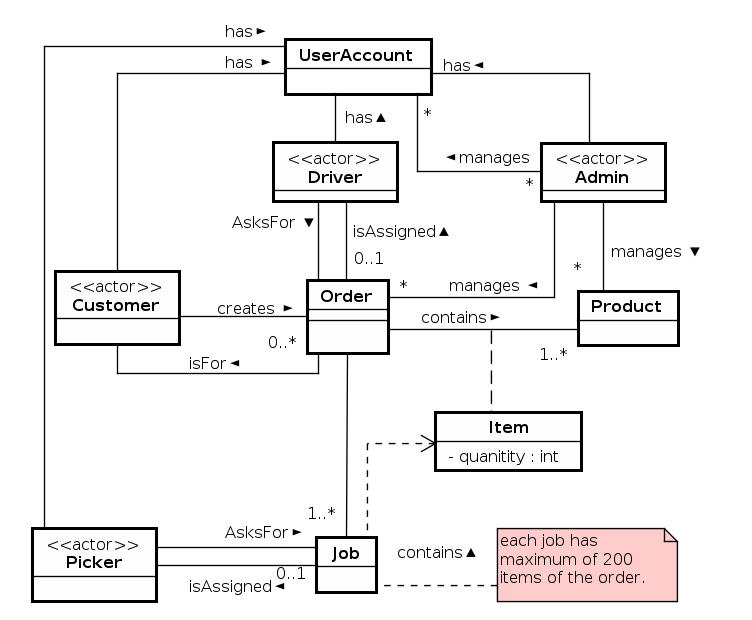 has ►
UserAccount
has ►
has ◄
has ▲
*
◄ manages
*
<<actor>>
Driver
<<actor>>
Admin
AsksFor ▼
isAssigned ▲
0..1
manages ▼
*
<<actor>>
Customer
* manages ◄
Order
Product
creates ►
contains ►
0..*
1..*
isFor ◄
Item
- quanitity : int
1..*
AsksFor ►
<<actor>>
Picker
Job
contains ▲
0..1
isAssigned ◄
each job has
maximum of 200
items of the order.